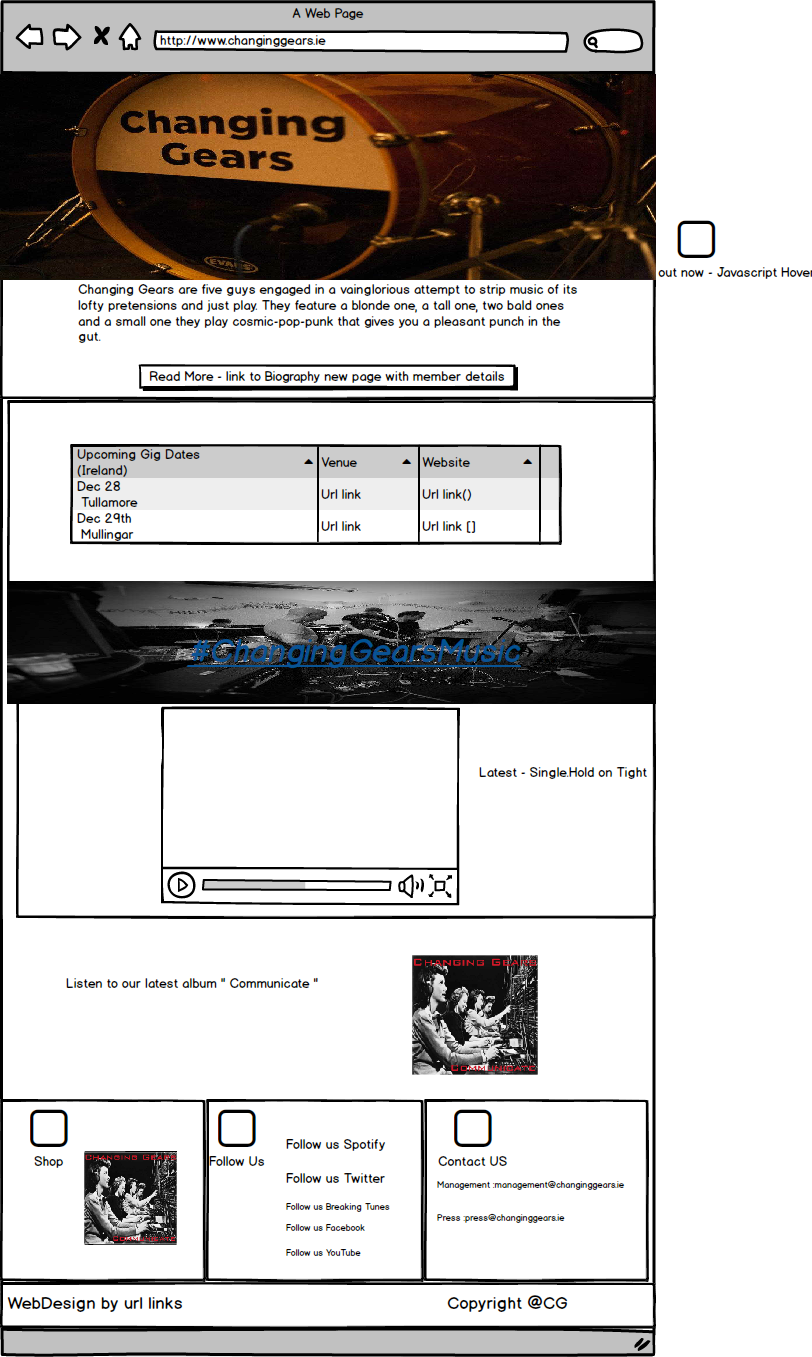 A Web Page
http://www.changinggears.ie
Changing
Gears
EVANS
out now - Javascript Hover
Changing Gears are five guys engaged in a vainglorious attempt to strip music of its
lofty pretensions and just play. They feature a blonde one, a tall one, two bald ones
and a small one they play cosmic-pop-punk that gives you a pleasant punch in the
gut.
Read More - link to Biography new page with member details
Upcoming Gig Dates
(Ireland)
Venue
Website
Dec 28
Tullamore
Url link
Url link()
Dec 29th
Mullingar
Url link
Url link []
#ChangingGearsMusic
Latest - Single.Hold on Tight
Changing Gears
Listen to our latest album " Communicate "
Communicate
Shop
Changing Gears
Communicate
Follow Us
Follow us Spotify
Follow us Twitter
Follow us Breaking Tunes
Follow us Facebook
Follow us YouTube
Contact US
Management :management@changinggears.ie
Press :press@changinggears.ie
WebDesign by url links
Copyright @CG